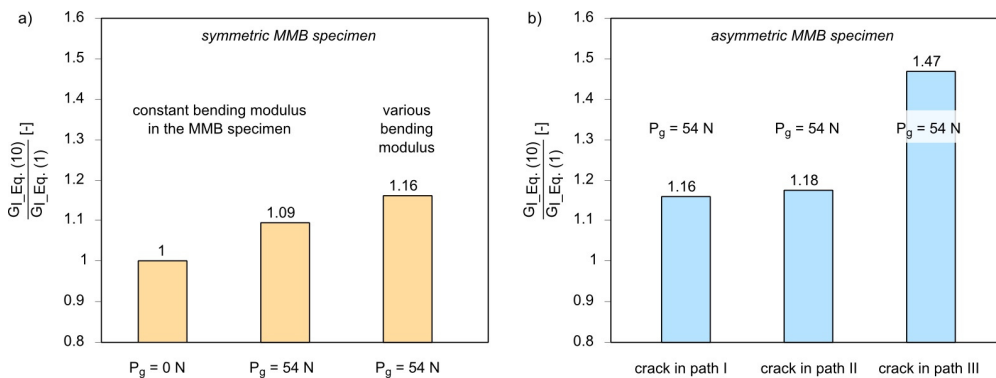 a)
symmetric MMB specimen
constant bending modulus
in the MMB specimen
various
bending
modulus
GI_Eq. (10)
GI_Eq. (1)
[-]
1.6
1.5
1.4
1.3
1.2
1.1
1
0.9
0.8
1
1.09
1.16
Pg = 0 N
Pg = 54 N
Pg = 54 N
b)
asymmetric MMB specimen
GI_Eq. (10)
GI_Eq. (1)
[-]
1.6
1.5
1.4
1.3
1.2
1.1
1
0.9
0.8
Pg = 54 N
Pg = 54 N
Pg = 54 N
1.16
1.18
1.47
crack in path I
crack in path II
crack in path III